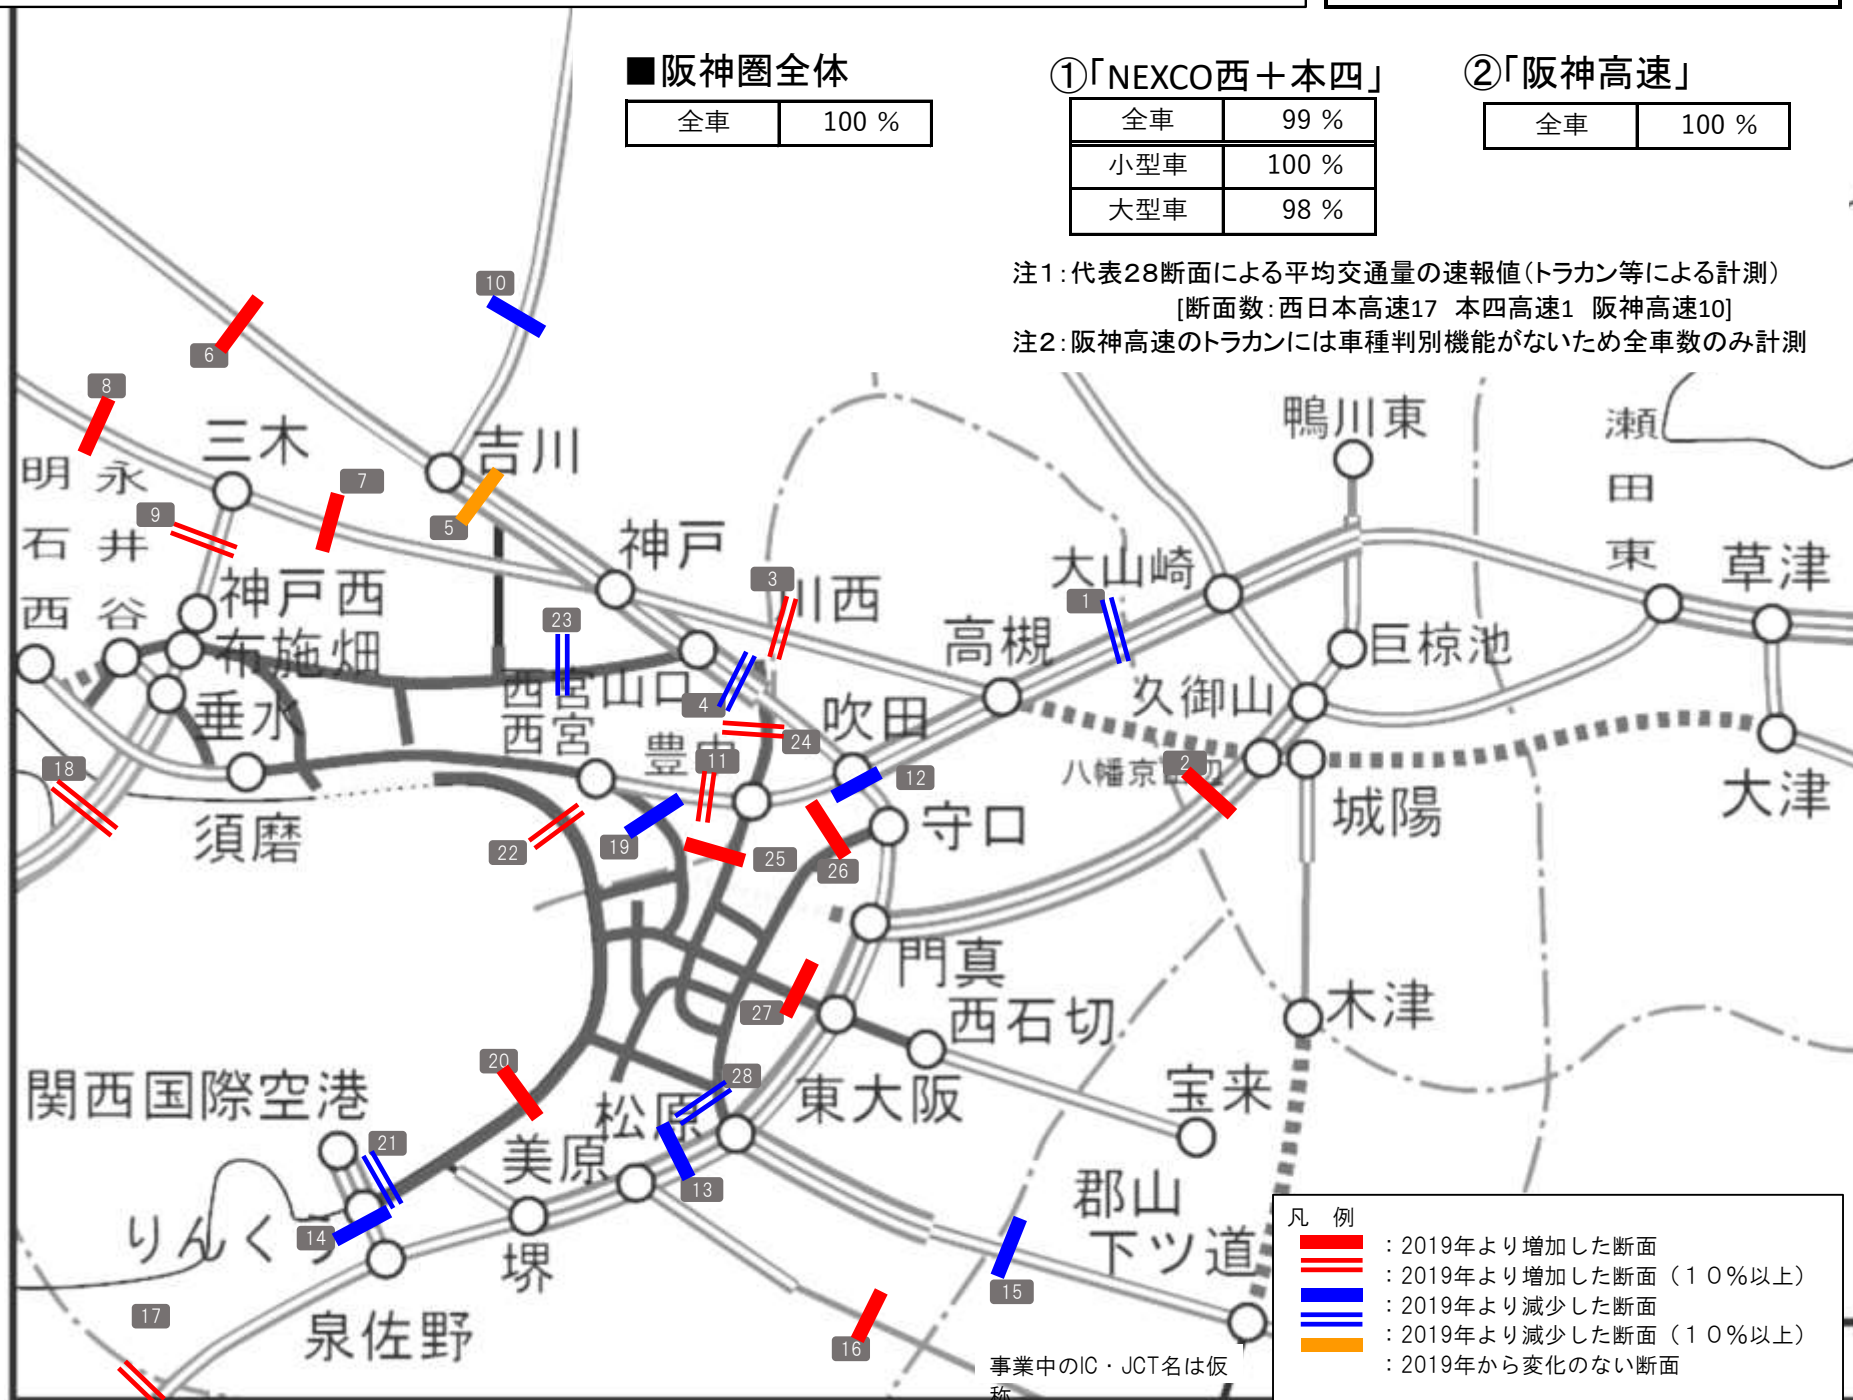 ■阪神圏全体
全車 100 %
①「NEXCO西＋本四」
全車 99 %
小型車 100 %
大型車 98 %
②「阪神高速」
全車 100 %
注１：代表２８断面による平均交通量の速報値（トラカン等による計測）
[断面数：西日本高速17 本四高速1 阪神高速10]
注２：阪神高速のトラカンには車種判別機能がないため全車数のみ計測
10
6
8
三木
吉川
鴨川東
瀬田東
明石西
永井谷
7
9
5
神戸
3
川西
大山崎
1
草津
神戸西
布施畑
23
高槻
巨椋池
西宮山口
西宮
4
吹田
久御山
垂水
豊中
24
11
12
八幡京田辺
2
18
大津
須磨
22
19
25
26
守口
城陽
門真
27
西石切
木津
20
28
関西国際空港
松原
東大阪
宝来
21
美原
13
郡山
下ツ道
りんくう
14
堺
15
17
泉佐野
16
事業中のIC・JCT名は仮
称
凡 例
：2019年より増加した断面
：2019年より増加した断面（１０％以上）
：2019年より減少した断面
：2019年より減少した断面（１０％以上）
：2019年から変化のない断面